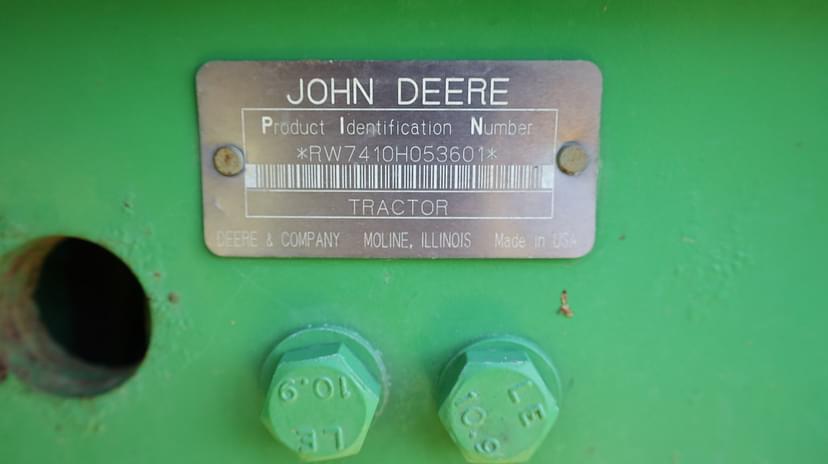 JOHN DEERE
Product Identification Number
*RW7410H053601*
TRACTOR
DEERE & COMPANY MOLINE, ILLINOIS Made in USA
10.9
LE
LE
10.9